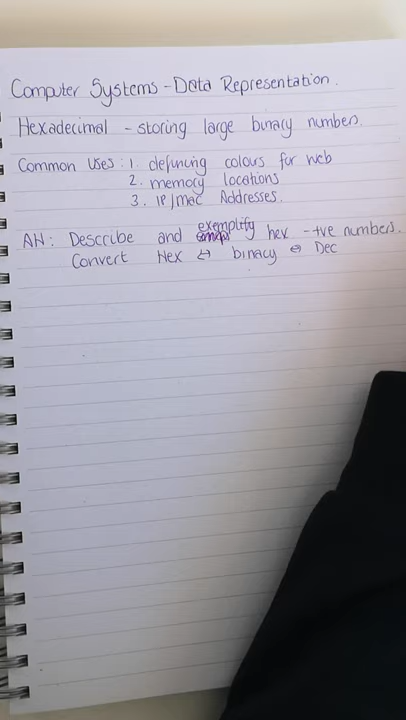 Computer Systems - Data Representation.
Hexadecimal - storing large binary numbers.
Common Uses: 1. defining colours for web
2. memory locations
3. IP/Mac Addresses.
AH: Describe and exemplify hex - +ve numbers.
Convert Hex ⇔ binary ⇔ Dec